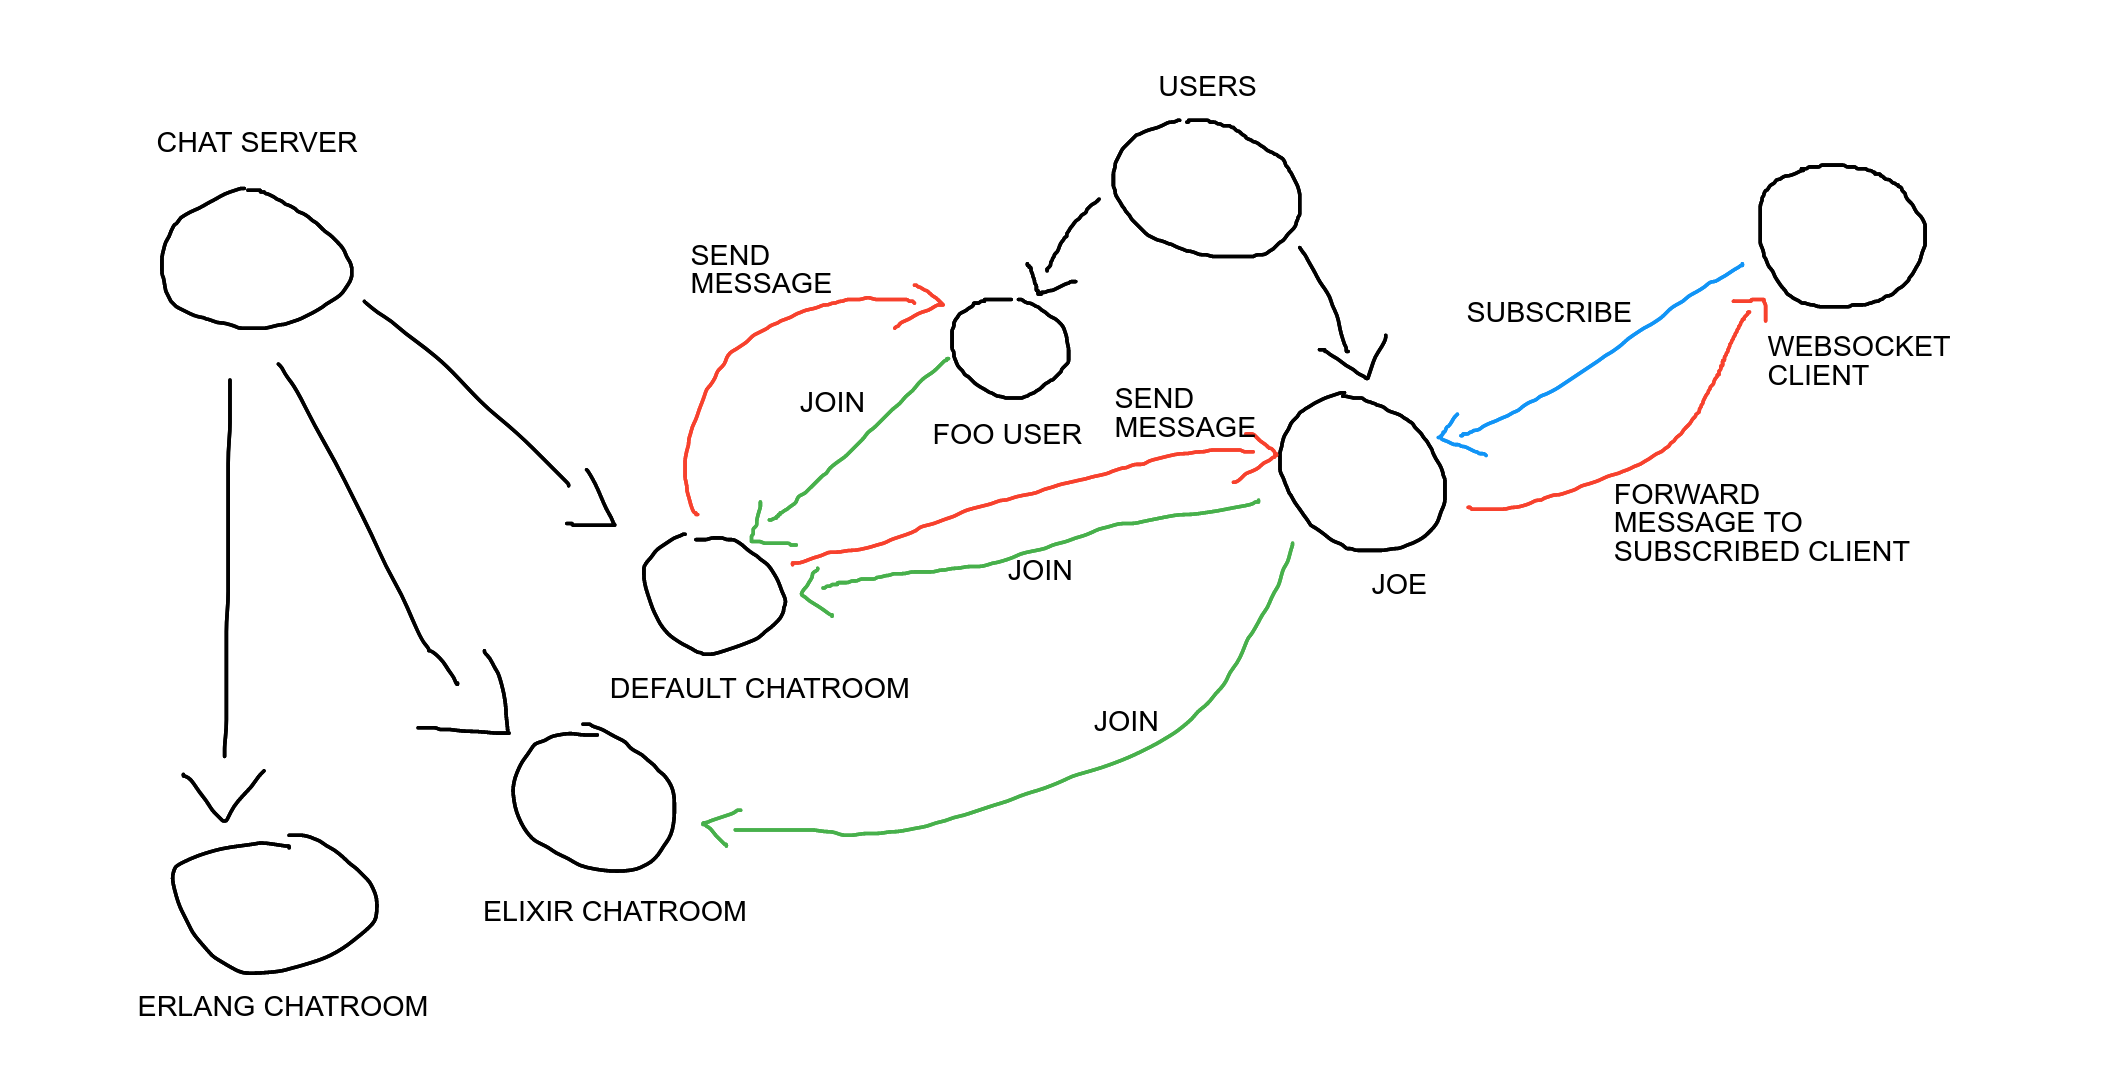 USERS
CHAT SERVER
SEND
MESSAGE
SUBSCRIBE
WEBSOCKET
CLIENT
JOIN
SEND
MESSAGE
FOO USER
FORWARD
MESSAGE TO
SUBSCRIBED CLIENT
JOIN
JOE
DEFAULT CHATROOM
JOIN
ELIXIR CHATROOM
ERLANG CHATROOM